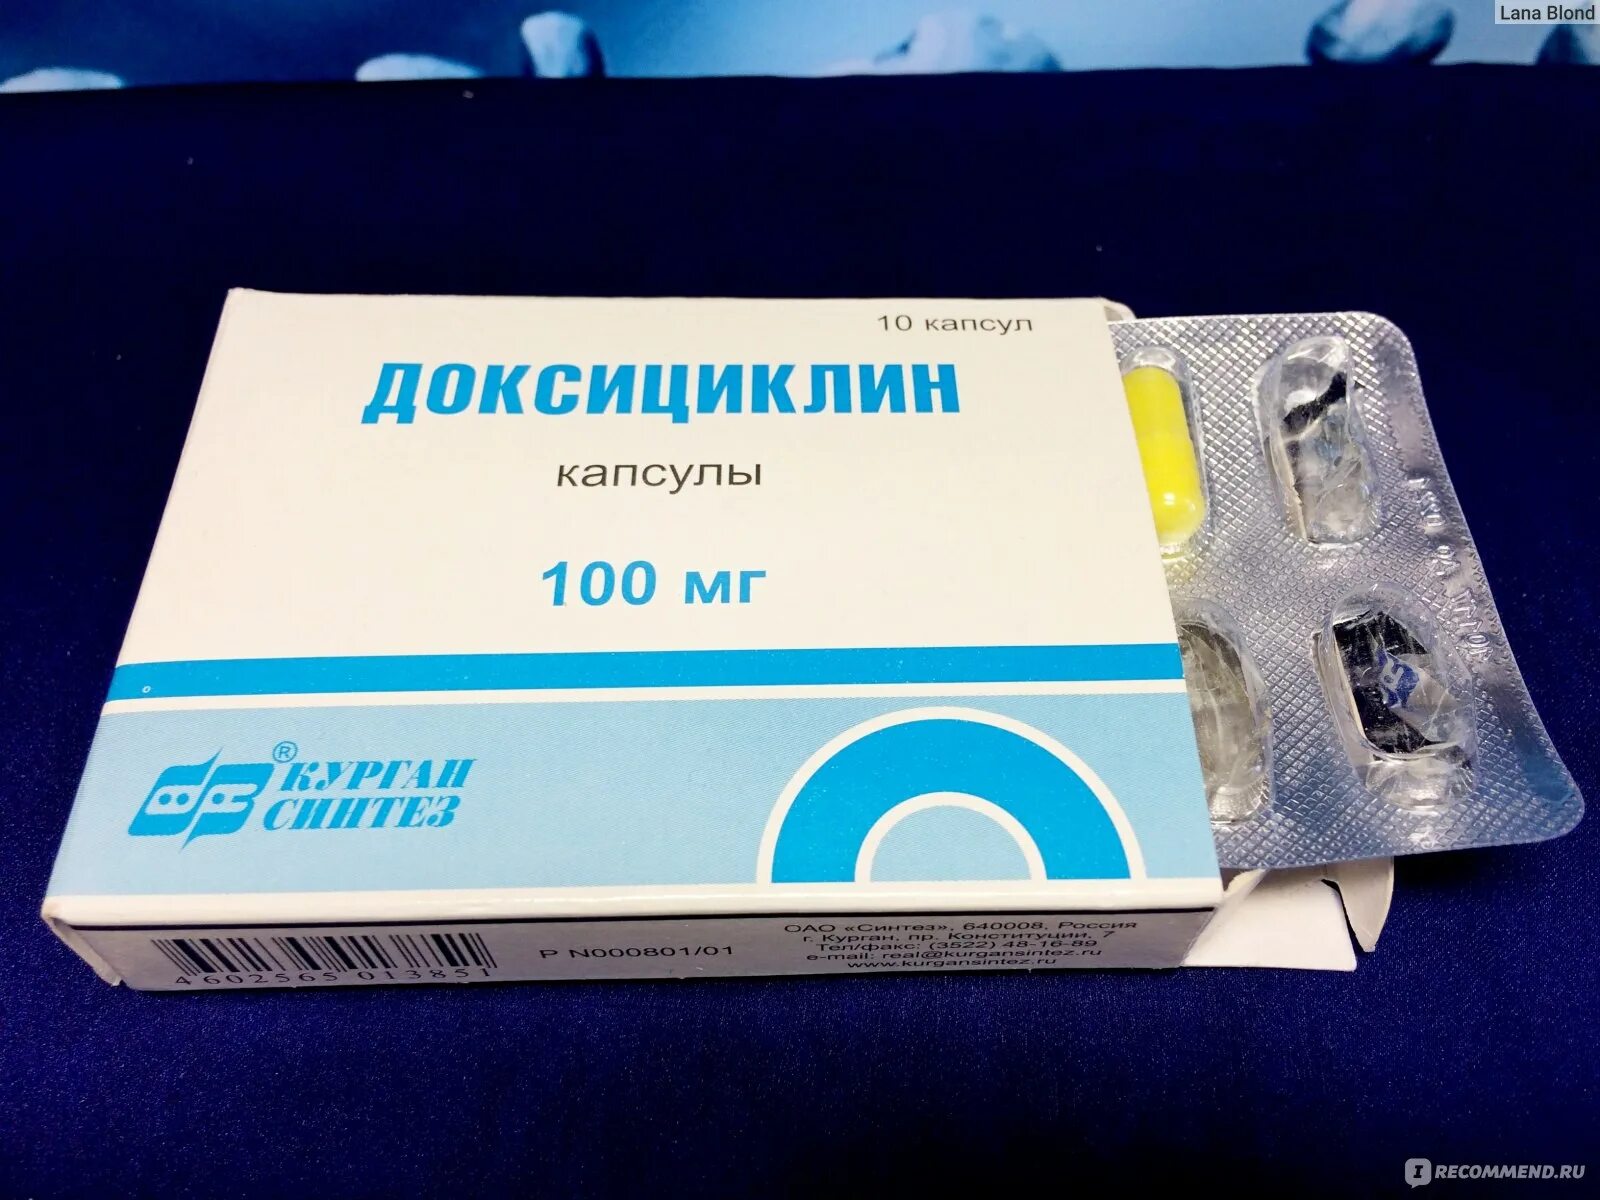 Lana Blond
10 капсул
ДОКСИЦИКЛИН
капсулы
100 мг
®
КУРГАН
СИНТЕЗ
4 602565 013851
Р N000801/01
ОАО «Синтез», 640008, Россия
г. Курган, пр. Конституции, 7
Тел/факс: (3522) 48-16-89
e-mail: real@kurgansintez.ru
www.kurgansintez.ru
IRECOMMEND.RU